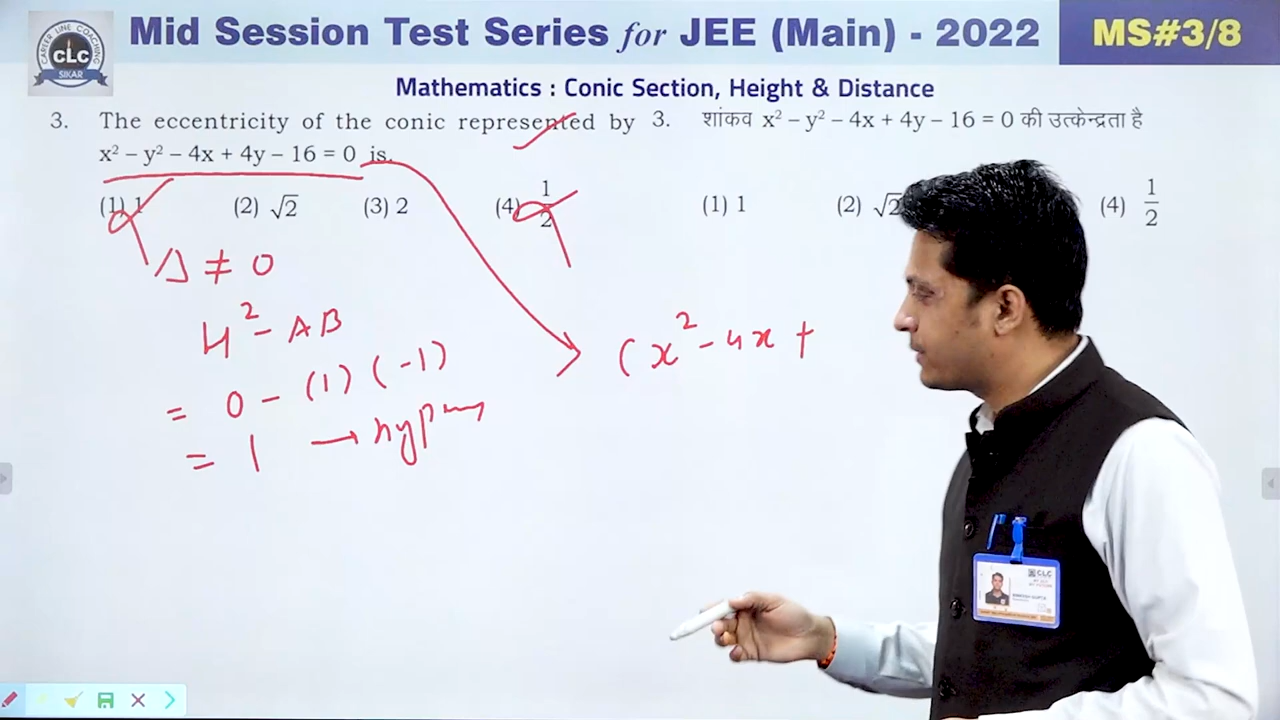 CAREER LINE COACHING
CLC
SIKAR
Mid Session Test Series for JEE (Main) - 2022
MS#3/8
Mathematics : Conic Section, Height & Distance
3. The eccentricity of the conic represented by
x² – y² – 4x + 4y – 16 = 0 is.
(1) 1 (2) √2 (3) 2 (4) 1/2
3. शांकव x² – y² – 4x + 4y – 16 = 0 की उत्केन्द्रता है
(1) 1 (2) √2 (4) 1/2
Δ ≠ 0
H² - AB
= 0 - (1) (-1)
= 1 →
(x² - 4x +
CLC